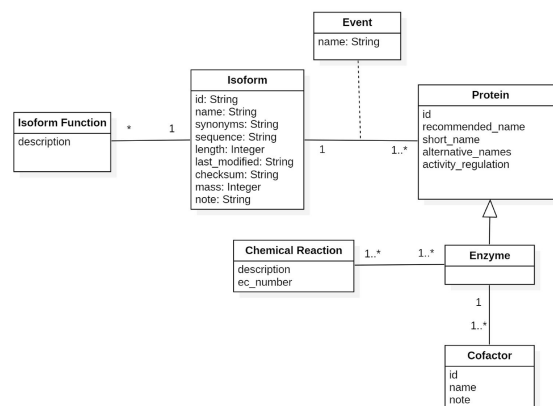 Event
name: String
Isoform
id: String
name: String
synonyms: String
sequence: String
length: Integer
last_modified: String
checksum: String
mass: Integer
note: String
Isoform Function
description
*
1
1
1..*
Protein
id
recommended_name
short_name
alternative_names
activity_regulation
Chemical Reaction
description
ec_number
1..*
1..*
Enzyme
1
1..*
Cofactor
id
name
note